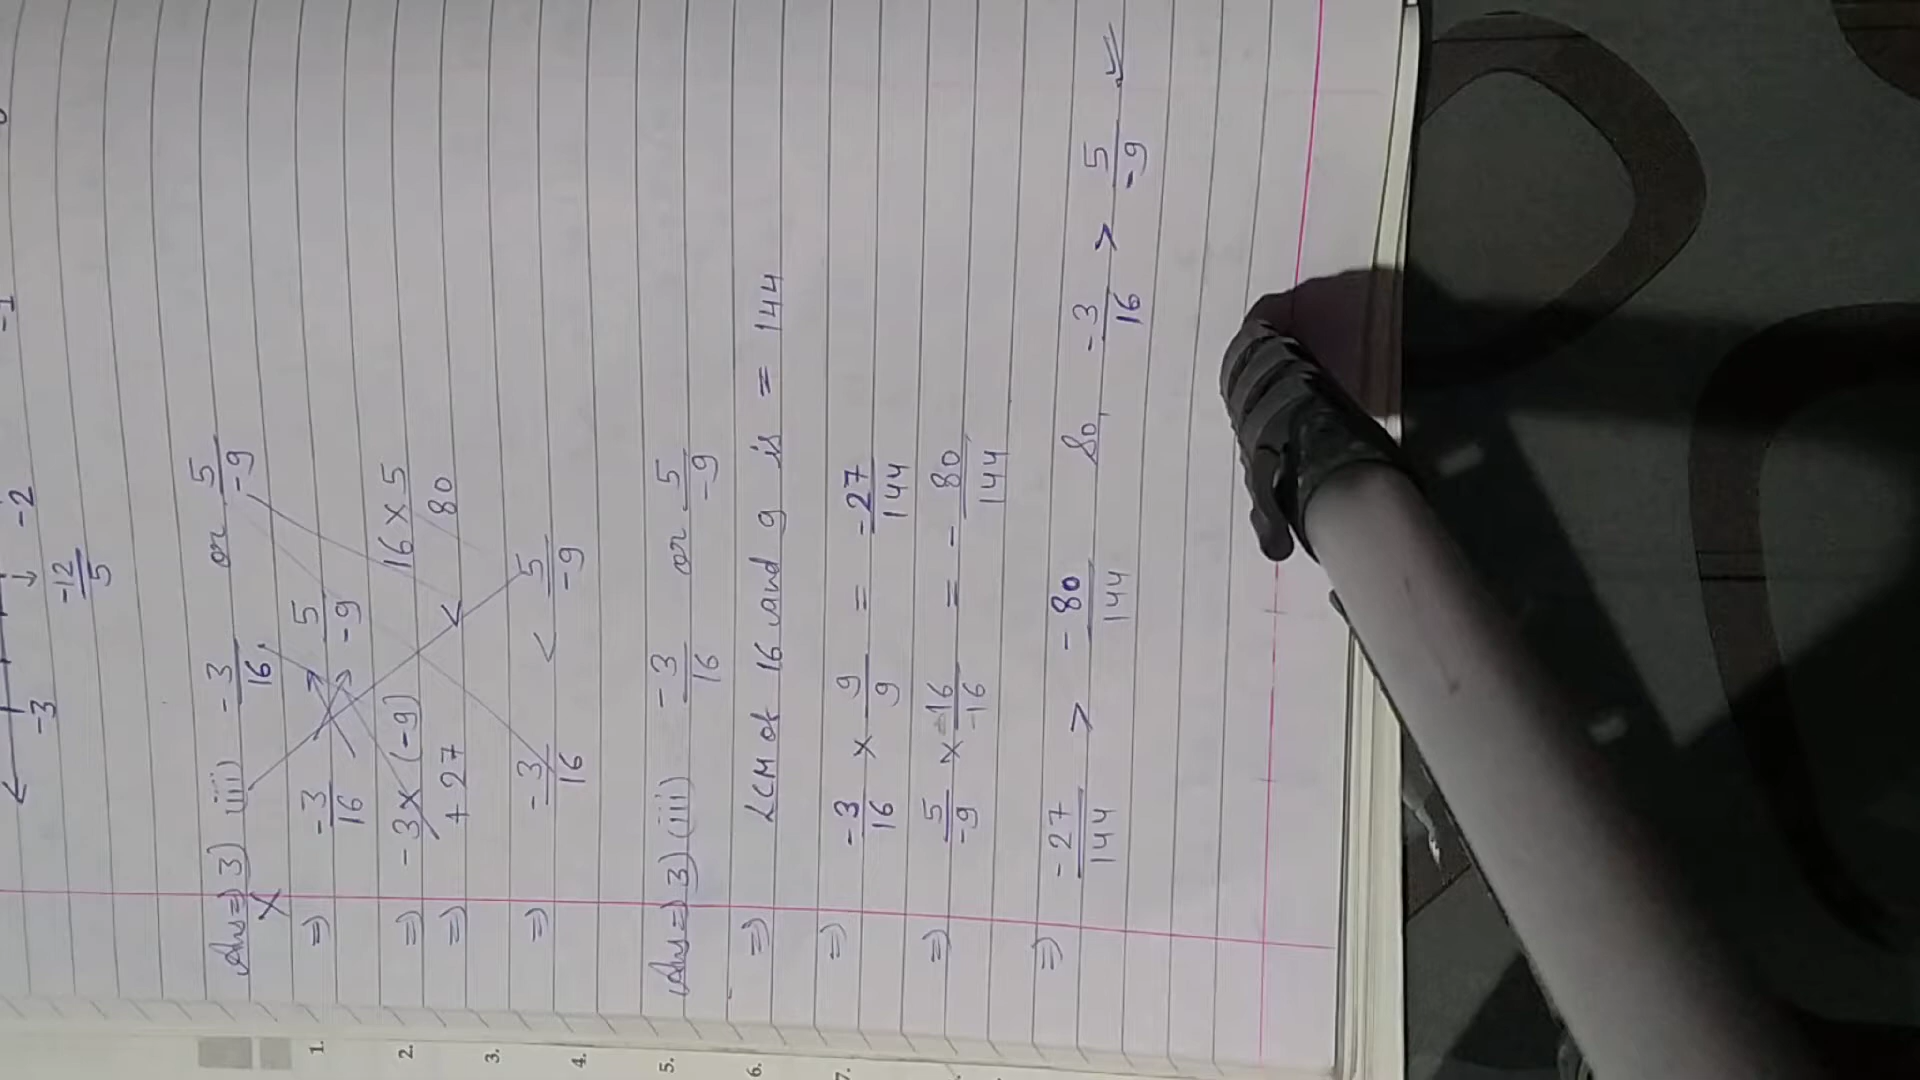 -3 -2 -1
-12/5
Ans⇒ 3) iiii) -3/16 or 5/-9
⇒ -3/16 > 5/-9
⇒ -3×(-9) 16×5
⇒ +27 < 80
⇒ -3/16 < 5/-9
Ans⇒ 3) (iii) -3/16 or 5/-9
⇒ LCM of 16 and 9 is = 144
⇒ -3/16 × 9/9 = -27/144
⇒ 5/-9 × -16/-16 = -80/144
⇒ -27/144 > -80/144 80, -3/16 > 5/-9
1.
2.
3.
4.
5.
6.
7.